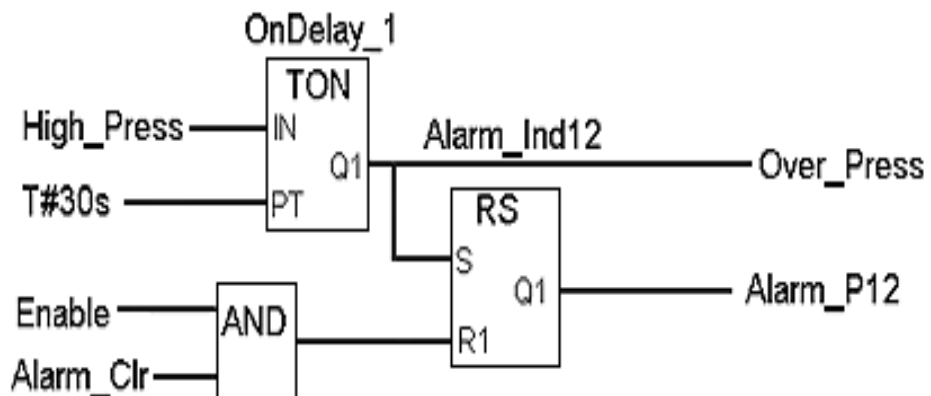 OnDelay_1
TON
High_Press
IN
Q1
Alarm_Ind12
Over_Press
T#30s
PT
RS
S
Q1
Alarm_P12
Enable
AND
R1
Alarm_Clr